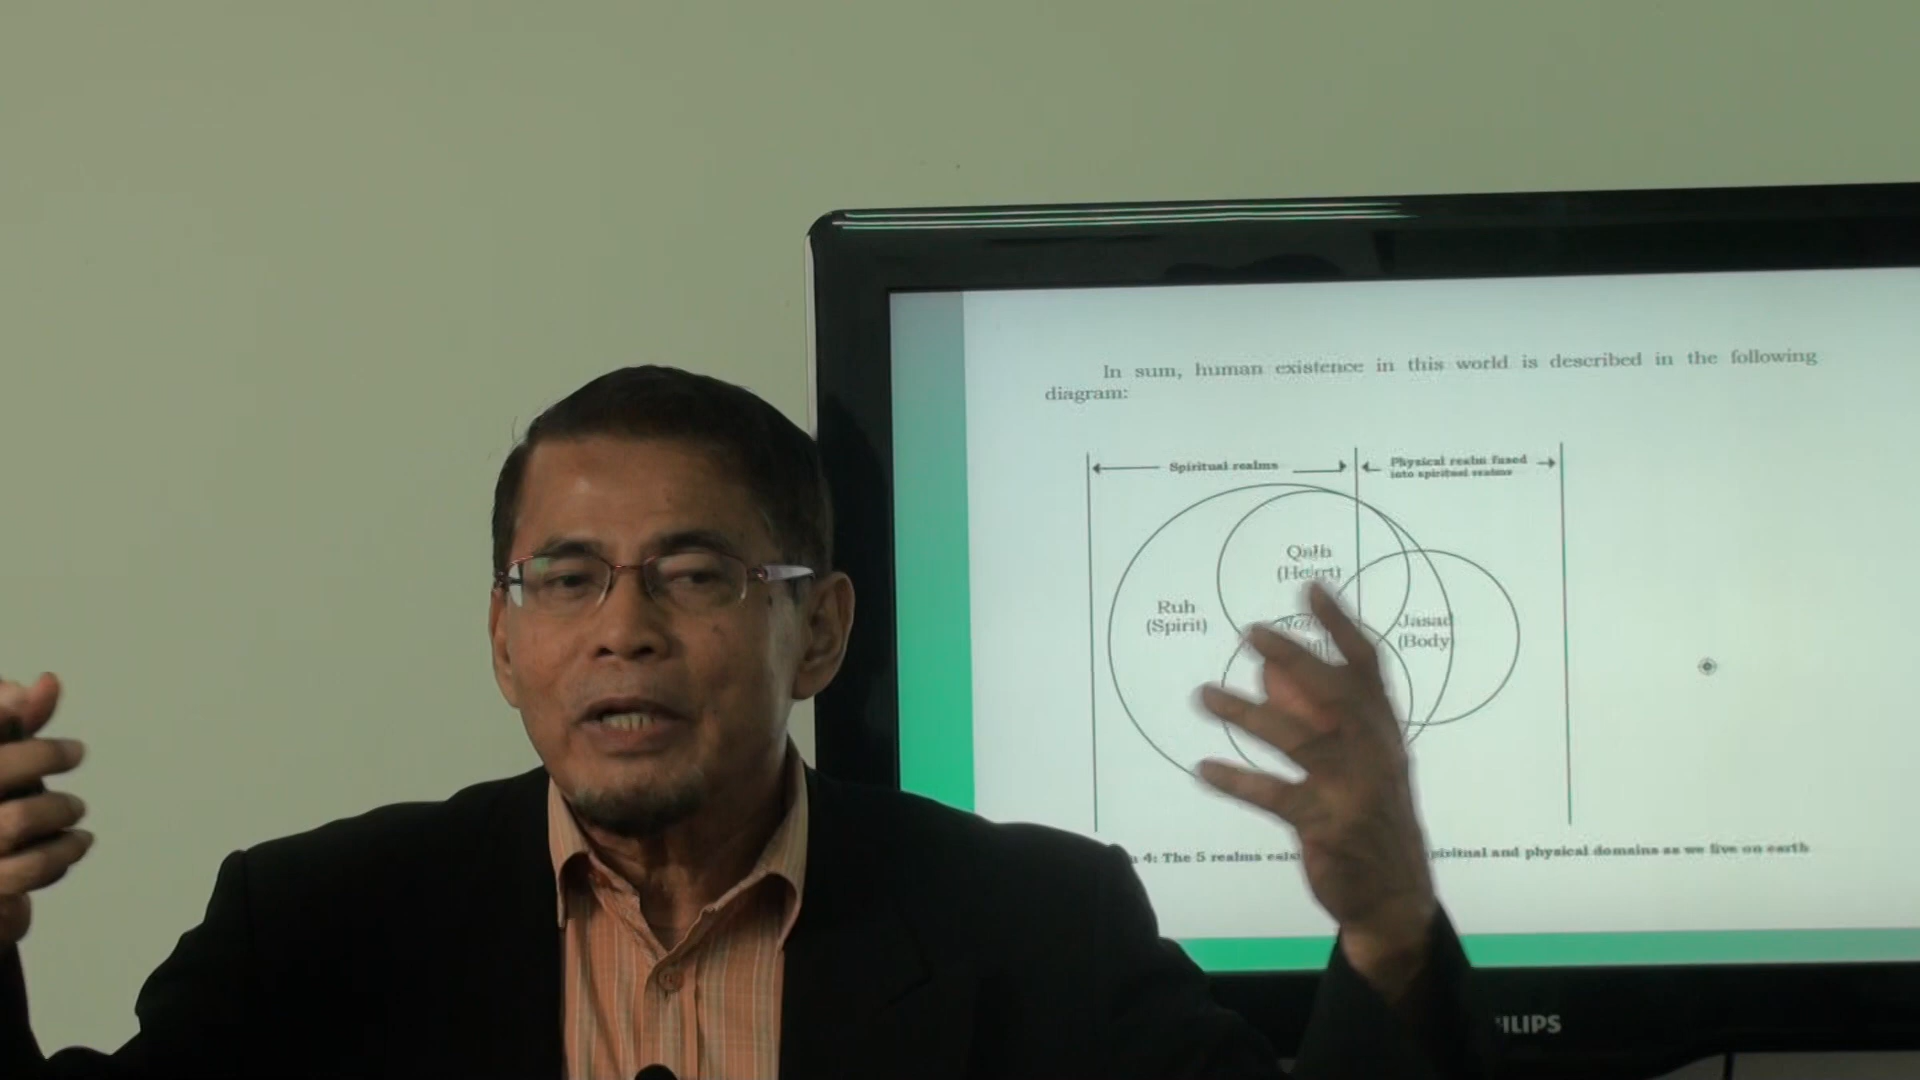 In sum, human existence in this world is described in the following
diagram:
Spiritual realms
Physical realm fused
into spiritual realms
Qalb
(Heart)
Ruh
(Spirit)
Jasad
(Body)
4: The 5 realms
spiritual and physical domains as we live on earth
HILIPS